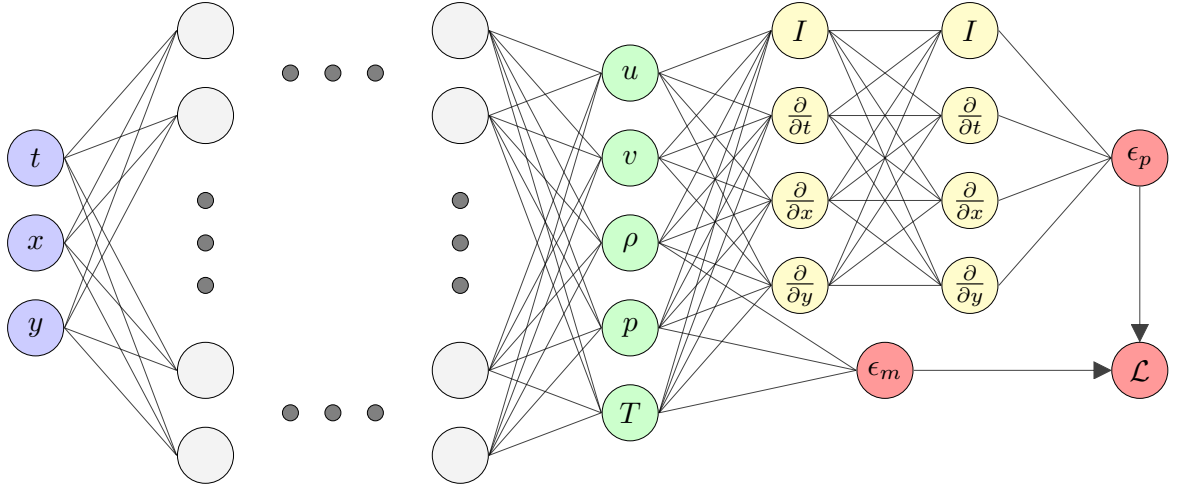 t
x
y
u
v
ρ
p
T
I
∂/∂t
∂/∂x
∂/∂y
I
∂/∂t
∂/∂x
∂/∂y
ϵ_m
ϵ_p
ℒ